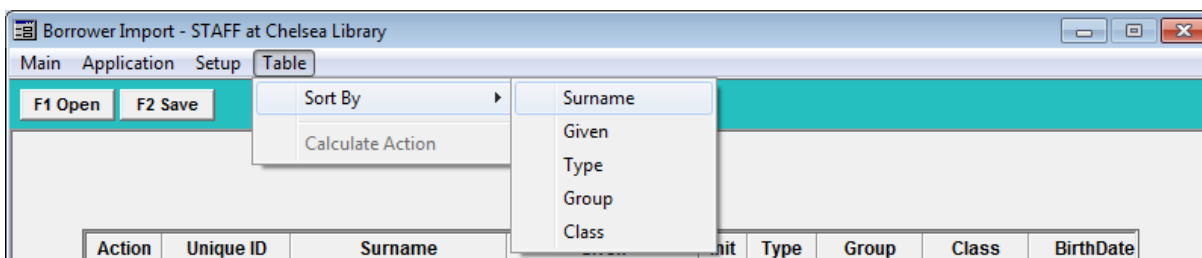 Borrower Import - STAFF at Chelsea Library
Main Application Setup Table
F1 Open F2 Save
Sort By
Calculate Action
Surname
Given
Type
Group
Class
Action Unique ID Surname Type Group Class BirthDate